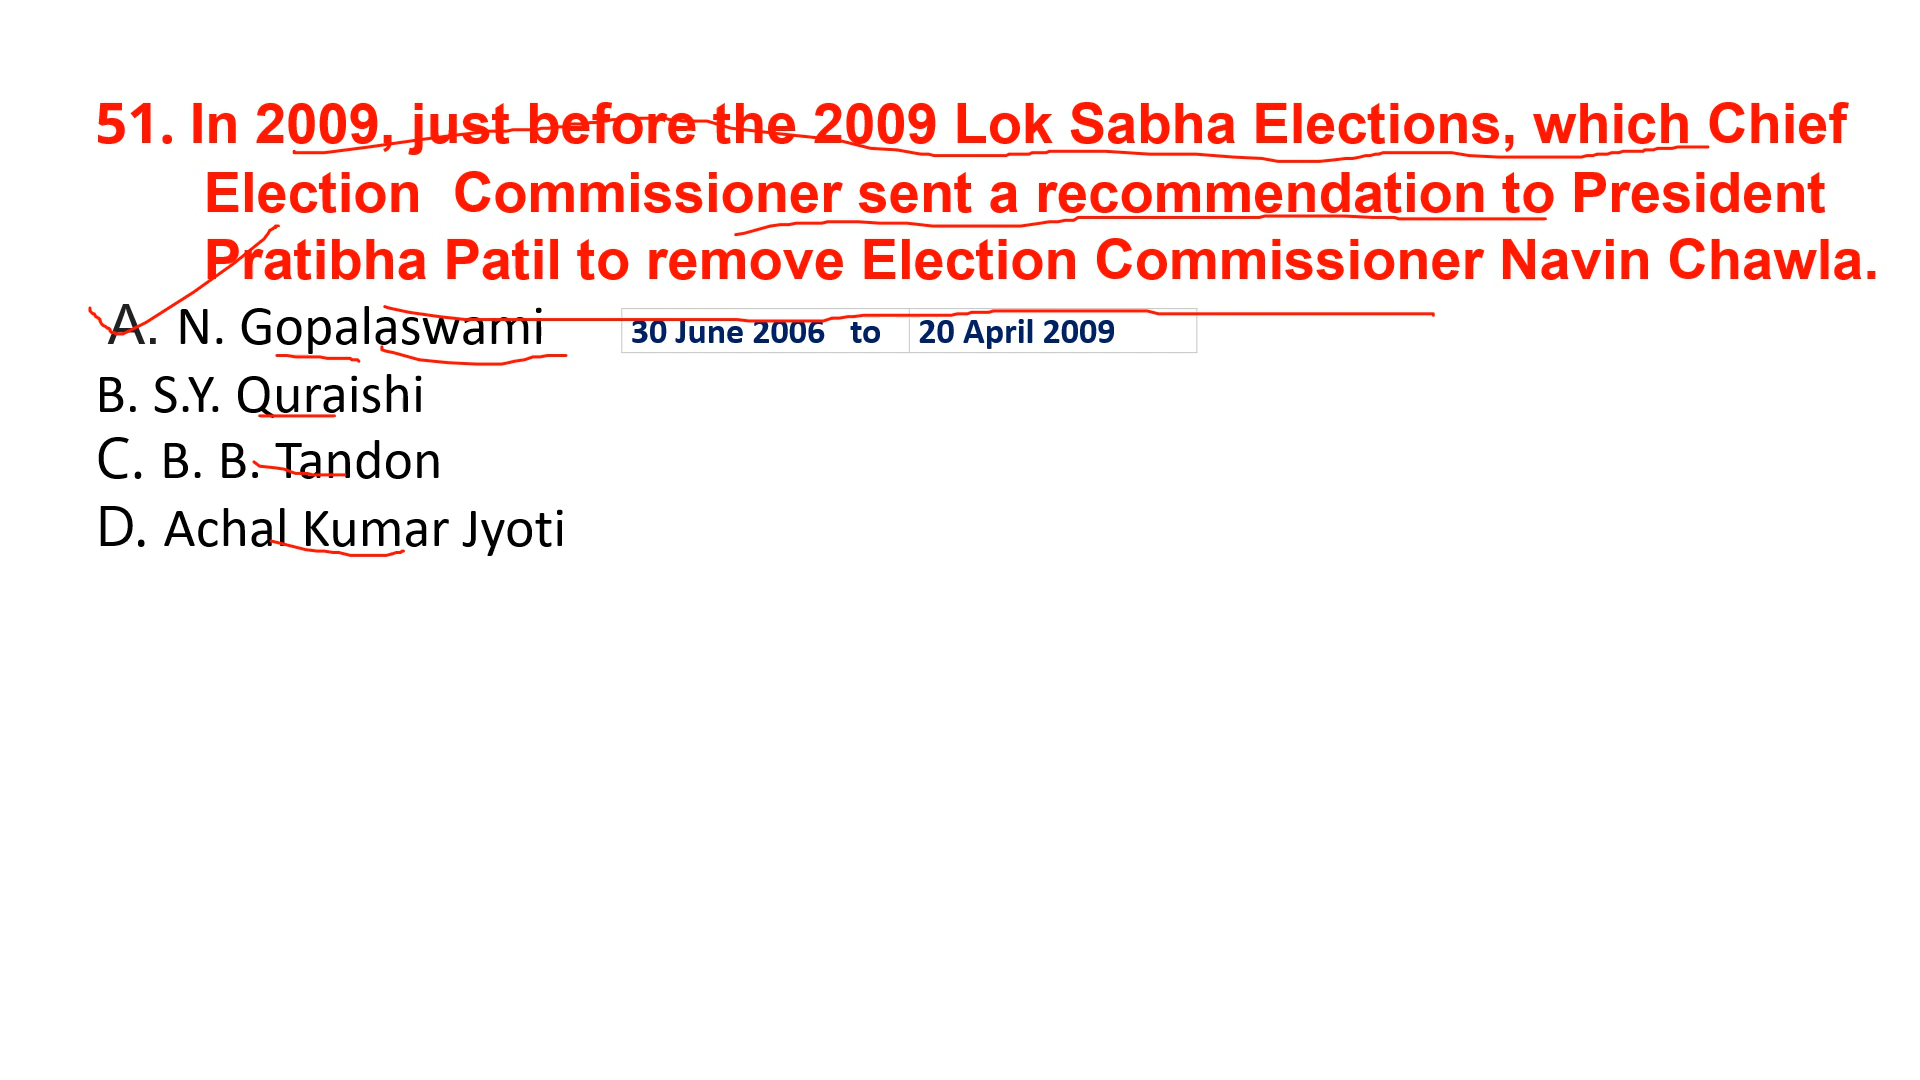 51. In 2009, just before the 2009 Lok Sabha Elections, which Chief
Election Commissioner sent a recommendation to President
Pratibha Patil to remove Election Commissioner Navin Chawla.
A. N. Gopalaswami 30 June 2006 to 20 April 2009
B. S.Y. Quraishi
C. B. B. Tandon
D. Achal Kumar Jyoti